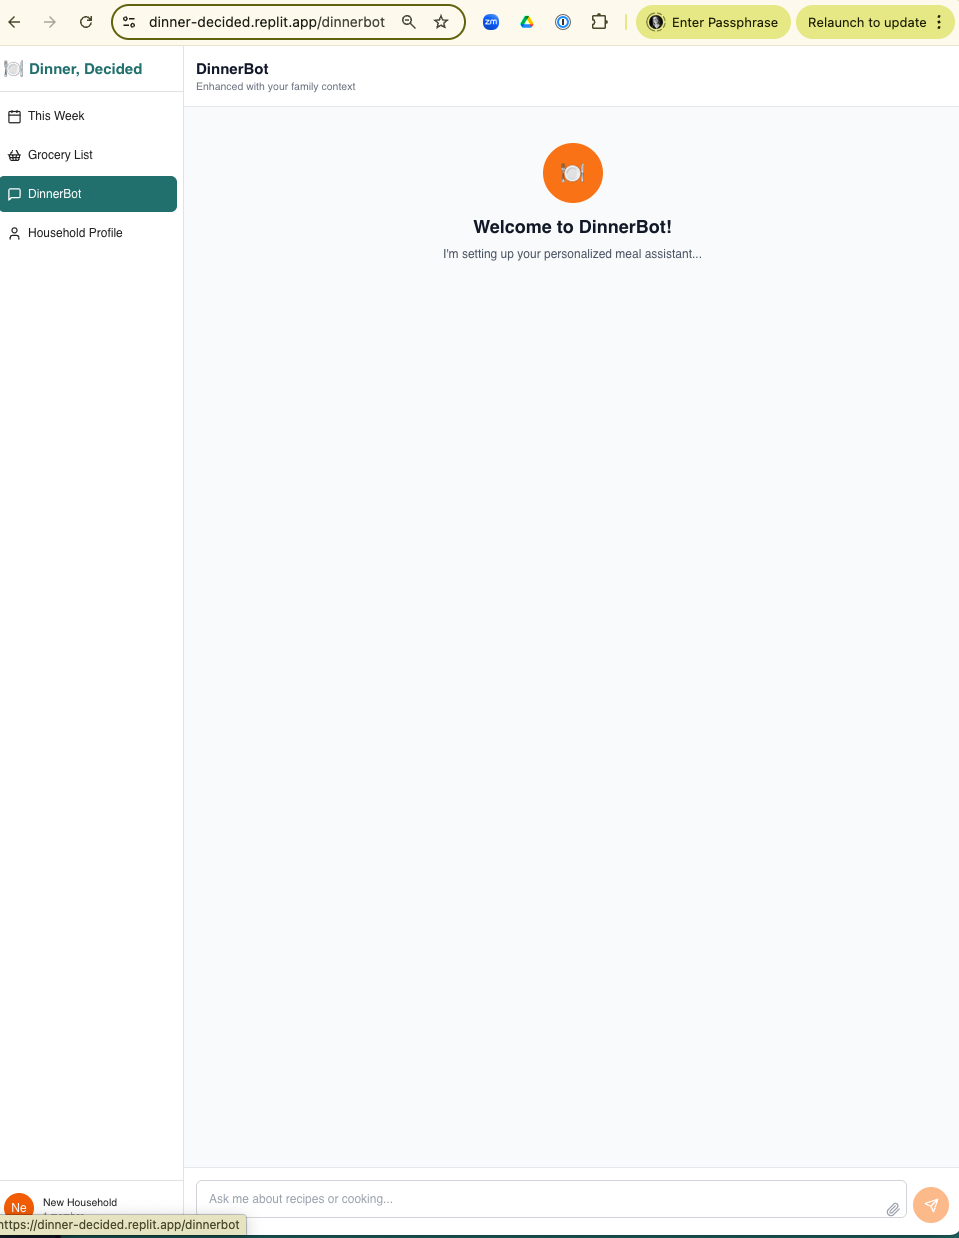 dinner-decided.replit.app/dinnerbot
zm
Enter Passphrase
Relaunch to update
Dinner, Decided
This Week
Grocery List
DinnerBot
Household Profile
DinnerBot
Enhanced with your family context
Welcome to DinnerBot!
I'm setting up your personalized meal assistant...
Ask me about recipes or cooking...
Ne
New Household
https://dinner-decided.replit.app/dinnerbot